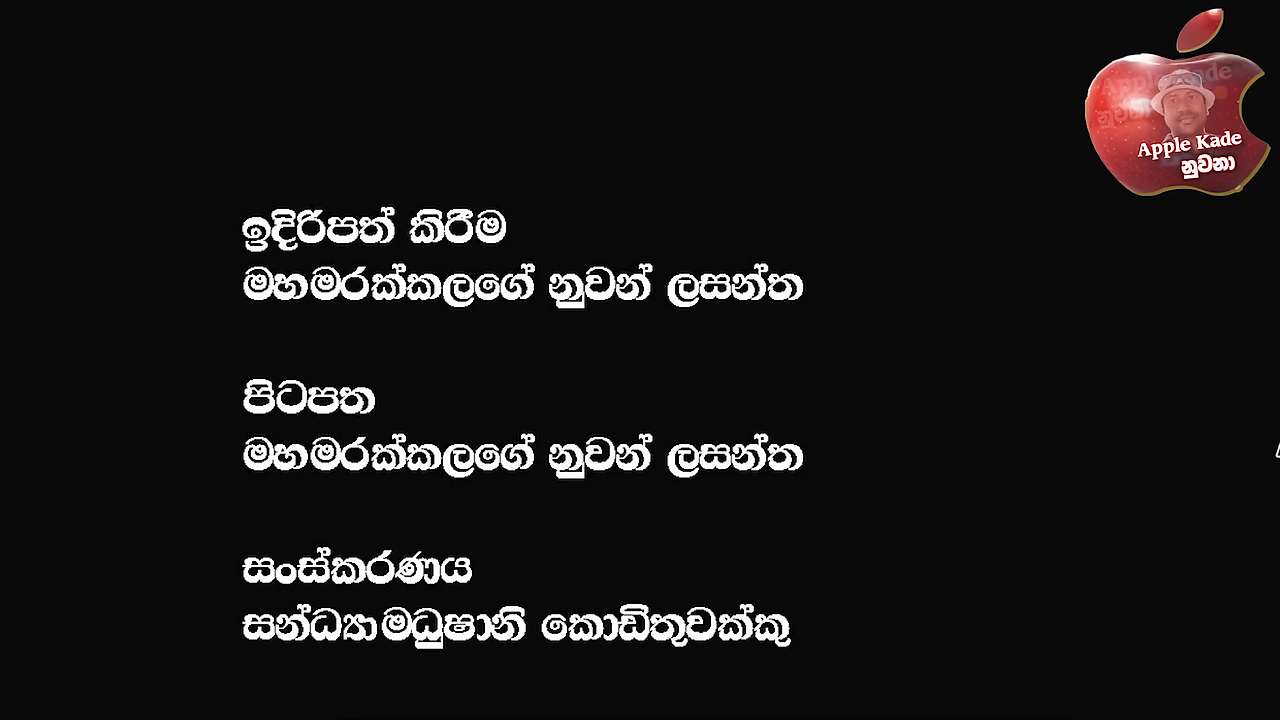 Apple Kade
නුවනා
ඉදිරිපත් කිරීම
මහමරක්කලගේ නුවන් ලසන්ත
පිටපත
මහමරක්කලගේ නුවන් ලසන්ත
සංස්කරණය
සන්ධ්‍යාමධුෂානි කොඩිතුවක්කු